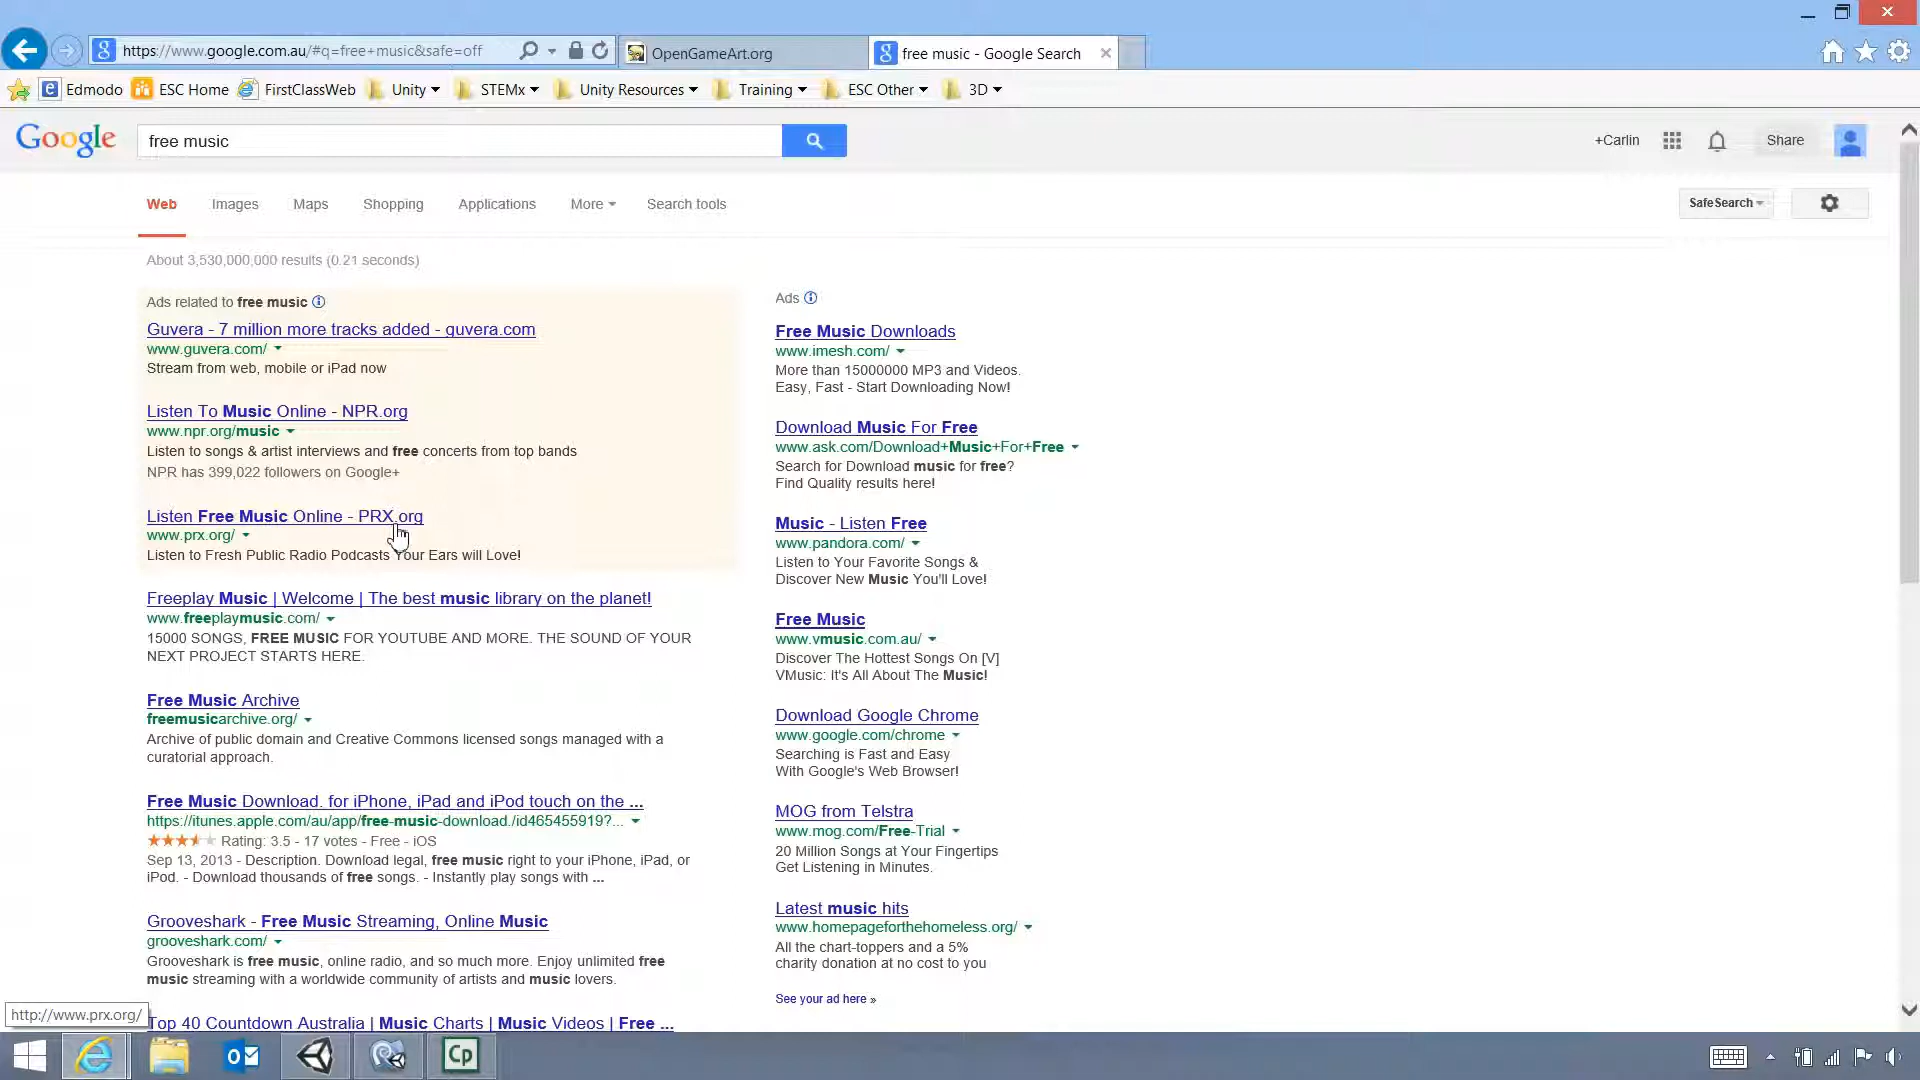 https://www.google.com.au/#q=free+music&safe=off
OpenGameArt.org
free music - Google Search
Edmodo
ESC Home
FirstClassWeb
Unity
STEMx
Unity Resources
Training
ESC Other
3D
Google
free music
+Carlin
Share
Web
Images
Maps
Shopping
Applications
More
Search tools
SafeSearch
About 3,530,000,000 results (0.21 seconds)
Ads related to free music
Guvera - 7 million more tracks added - guvera.com
www.guvera.com/
Stream from web, mobile or iPad now
Listen To Music Online - NPR.org
www.npr.org/music
Listen to songs & artist interviews and free concerts from top bands
NPR has 399,022 followers on Google+
Listen Free Music Online - PRX.org
www.prx.org/
Listen to Fresh Public Radio Podcasts Your Ears will Love!
Freeplay Music | Welcome | The best music library on the planet!
www.freeplaymusic.com/
15000 SONGS, FREE MUSIC FOR YOUTUBE AND MORE. THE SOUND OF YOUR
NEXT PROJECT STARTS HERE.
Free Music Archive
freemusicarchive.org/
Archive of public domain and Creative Commons licensed songs managed with a
curatorial approach.
Free Music Download. for iPhone, iPad and iPod touch on the ...
https://itunes.apple.com/au/app/free-music-download./id465455919?...
Rating: 3.5 - 17 votes - Free - iOS
Sep 13, 2013 - Description. Download legal, free music right to your iPhone, iPad, or
iPod. - Download thousands of free songs. - Instantly play songs with ...
Grooveshark - Free Music Streaming, Online Music
grooveshark.com/
Grooveshark is free music, online radio, and so much more. Enjoy unlimited free
music streaming with a worldwide community of artists and music lovers.
Top 40 Countdown Australia | Music Charts | Music Videos | Free ...
Ads
Free Music Downloads
www.imesh.com/
More than 15000000 MP3 and Videos.
Easy, Fast - Start Downloading Now!
Download Music For Free
www.ask.com/Download+Music+For+Free
Search for Download music for free?
Find Quality results here!
Music - Listen Free
www.pandora.com/
Listen to Your Favorite Songs &
Discover New Music You'll Love!
Free Music
www.vmusic.com.au/
Discover The Hottest Songs On [V]
VMusic: It's All About The Music!
Download Google Chrome
www.google.com/chrome
Searching is Fast and Easy
With Google's Web Browser!
MOG from Telstra
www.mog.com/Free-Trial
20 Million Songs at Your Fingertips
Get Listening in Minutes.
Latest music hits
www.homepageforthehomeless.org/
All the chart-toppers and a 5%
charity donation at no cost to you
See your ad here »
http://www.prx.org/
Cp